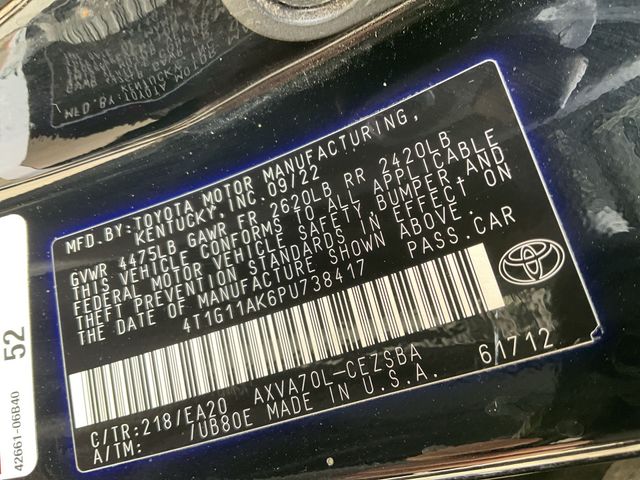 MFD.BY:TOYOTA MOTOR MANUFACTURING,
KENTUCKY,INC.09/22
GVWR 4475LB GAWR FR 2620LB RR 2420LB
THIS VEHICLE CONFORMS TO ALL APPLICABLE
FEDERAL MOTOR VEHICLE SAFETY,BUMPER,AND
THEFT PREVENTION STANDARDS IN EFFECT ON
THE DATE OF MANUFACTURE SHOWN ABOVE.
4T1G11AK6PU738417 PASS.CAR
C/TR:218/EA20 AXVA70L-CEZSBA 61712
A/TM: /UB80E MADE IN U.S.A.
52
42661-06B40